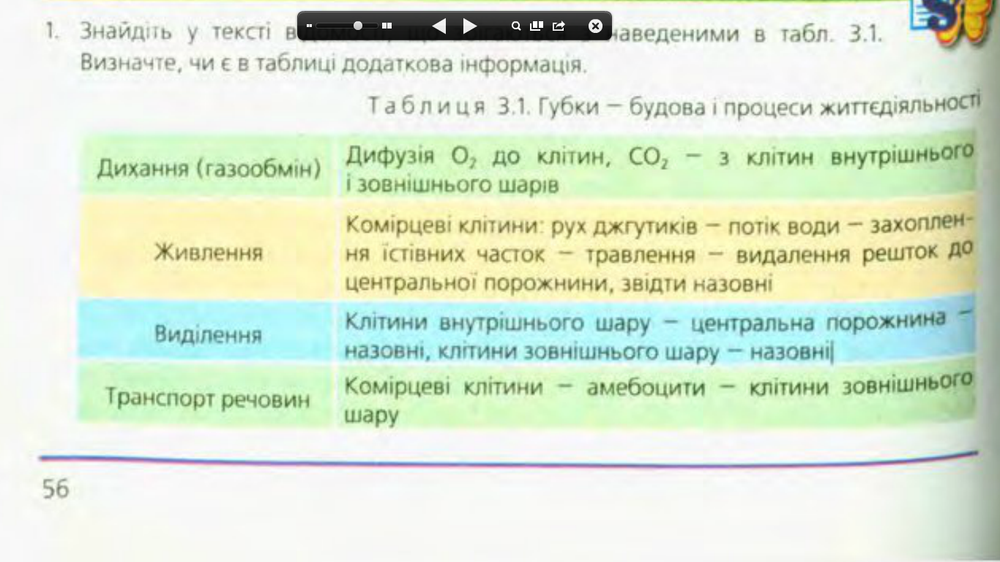 1. Знайдіть у тексті наведеними в табл. 3.1.
Визначте, чи є в таблиці додаткова інформація.
Таблиця 3.1. Губки – будова і процеси життєдіяльності
Дихання (газообмін)
Дифузія O₂ до клітин, CO₂ – з клітин внутрішнього
і зовнішнього шарів
Живлення
Комірцеві клітини: рух джгутиків – потік води – захоплен-
ня їстівних часток – травлення – видалення решток до
центральної порожнини, звідти назовні
Виділення
Клітини внутрішнього шару – центральна порожнина –
назовні, клітини зовнішнього шару – назовні
Транспорт речовин
Комірцеві клітини – амебоцити – клітини зовнішнього
шару
56